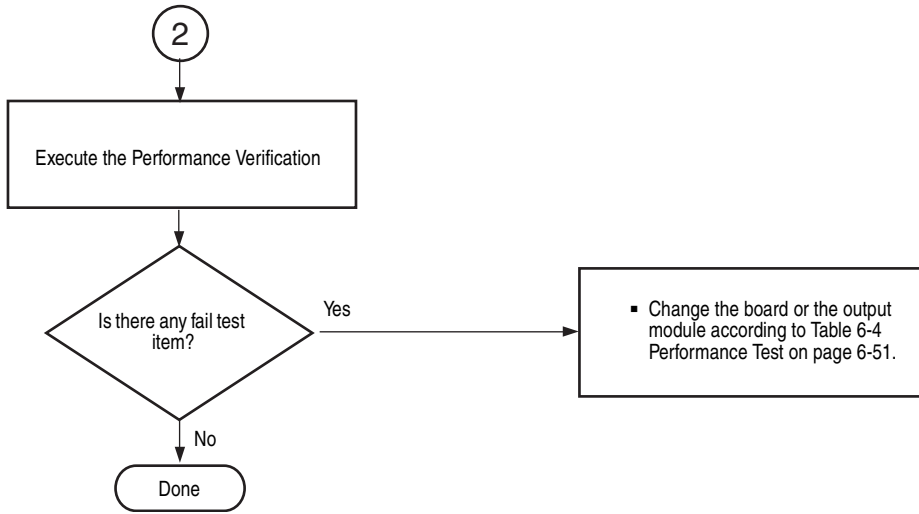 2
Execute the Performance Verification
Is there any fail test
item?
Yes
▪ Change the board or the output
module according to Table 6-4
Performance Test on page 6-51.
No
Done